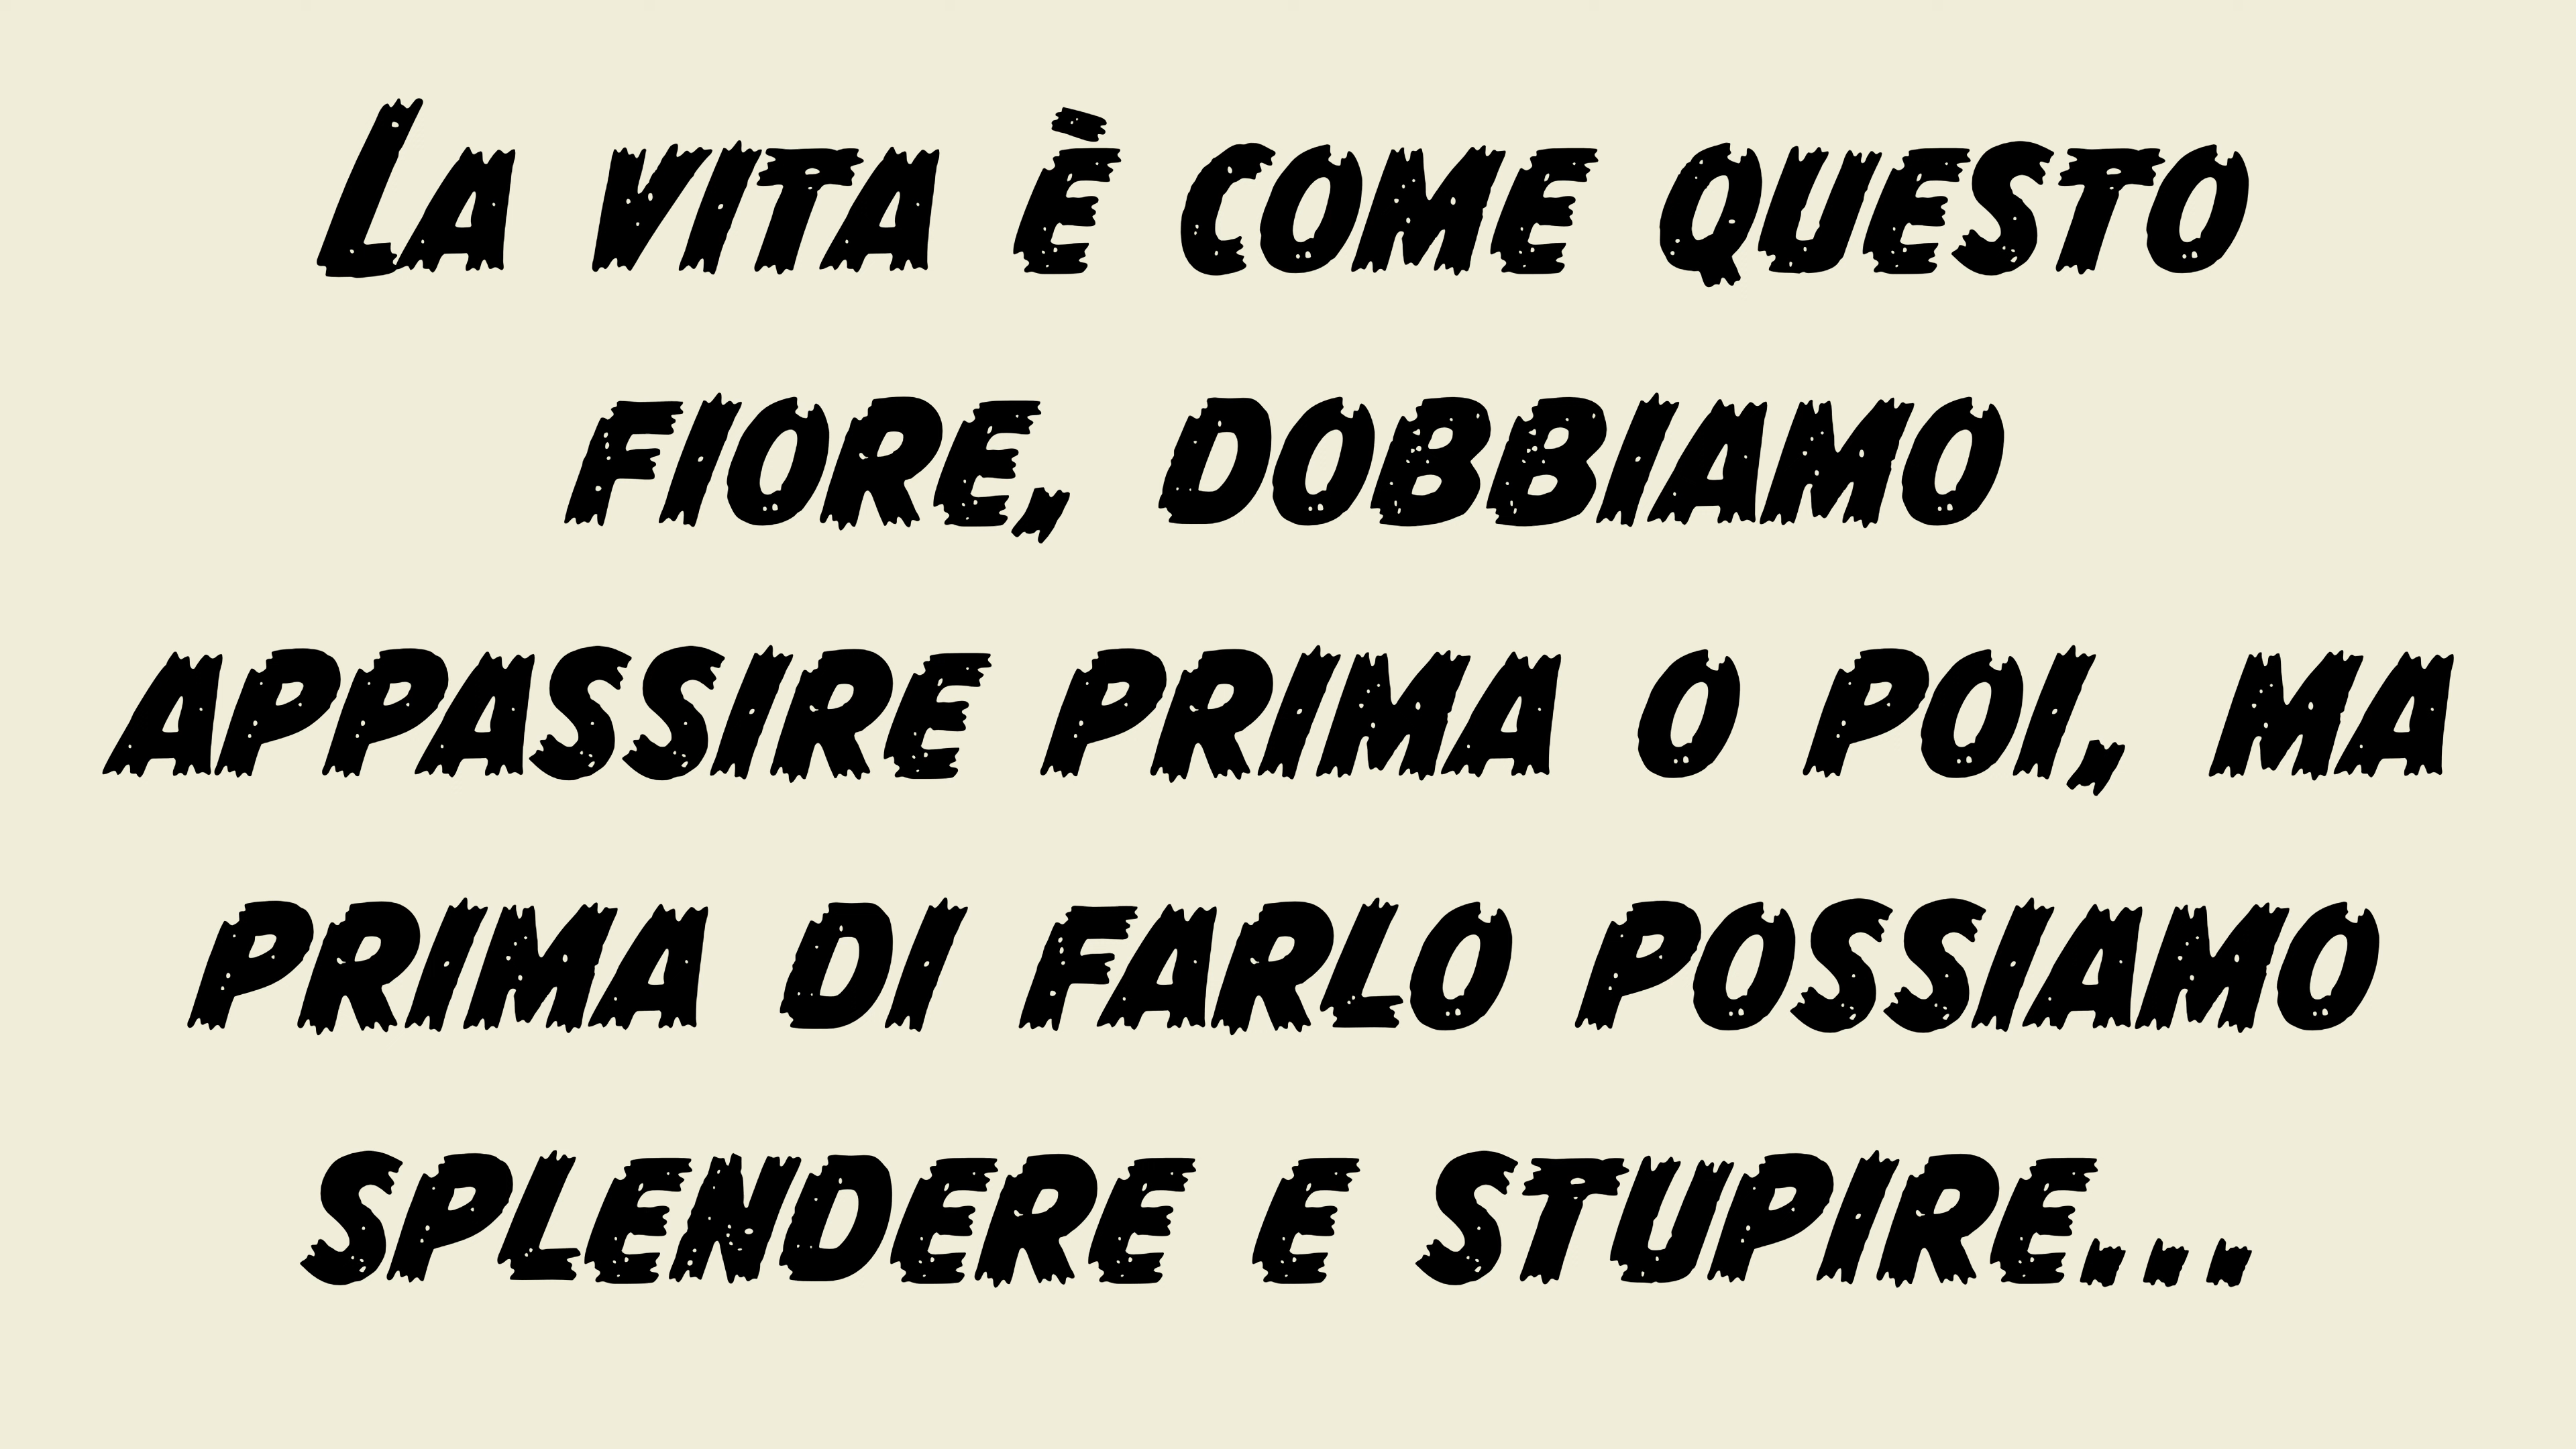 La vita è come questo
fiore, dobbiamo
appassire prima o poi, ma
prima di farlo possiamo
splendere e stupire...